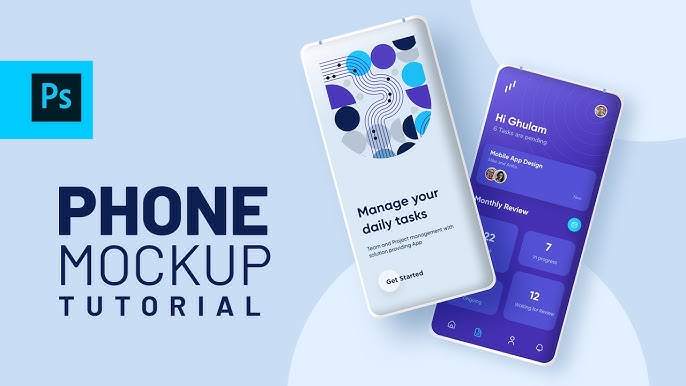 Ps
PHONE
MOCKUP
TUTORIAL
Manage your
daily tasks
Team and Project management with
solution providing App
Get Started
Hi Ghulam
6 Tasks are pending
Mobile App Design
Mike and Anita
Now
Monthly Review
22
7
In progress
Ongoing
12
Waiting for Review